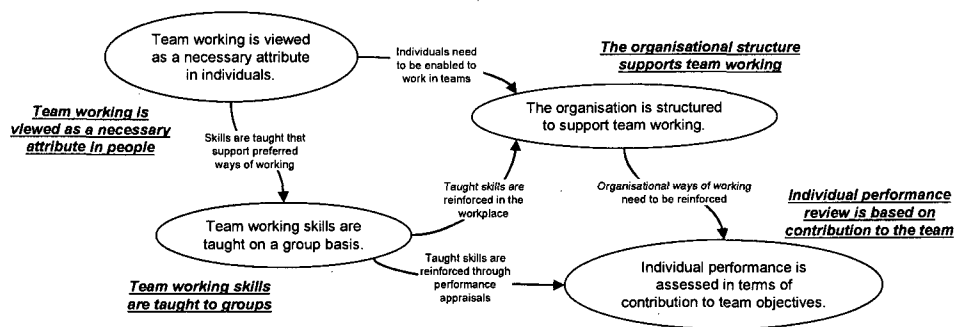 Team working is viewed
as a necessary attribute
in individuals.
Individuals need
to be enabled to
work in teams
The organisational structure
supports team working
Team working is
viewed as a necessary
attribute in people
The organisation is structured
to support team working.
Skills are taught that
support preferred
ways of working
Taught skills are
reinforced in the
workplace
Organisational ways of working
need to be reinforced
Individual performance
review is based on
contribution to the team
Team working skills are
taught on a group basis.
Taught skills are
reinforced through
performance
appraisals
Individual performance is
assessed in terms of
contribution to team objectives.
Team working skills
are taught to groups